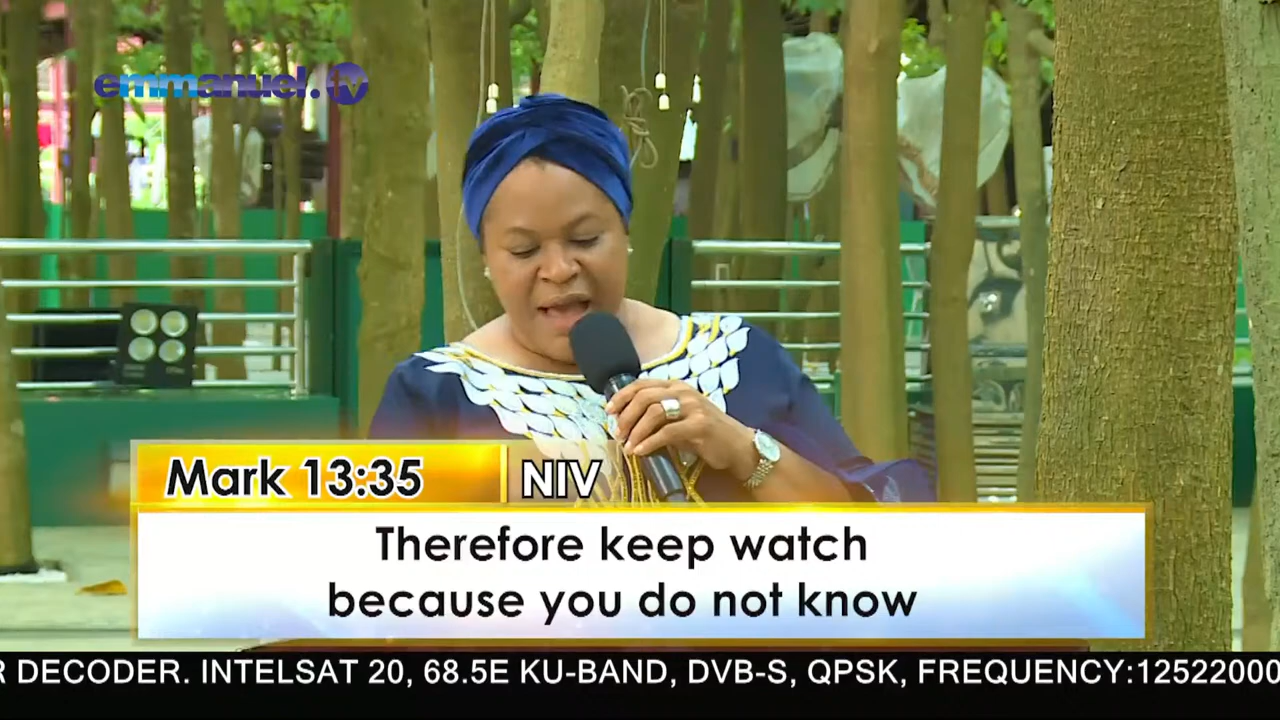 emmanuel.tv
Mark 13:35 NIV
Therefore keep watch
because you do not know
R DECODER. INTELSAT 20, 68.5E KU-BAND, DVB-S, QPSK, FREQUENCY:12522000